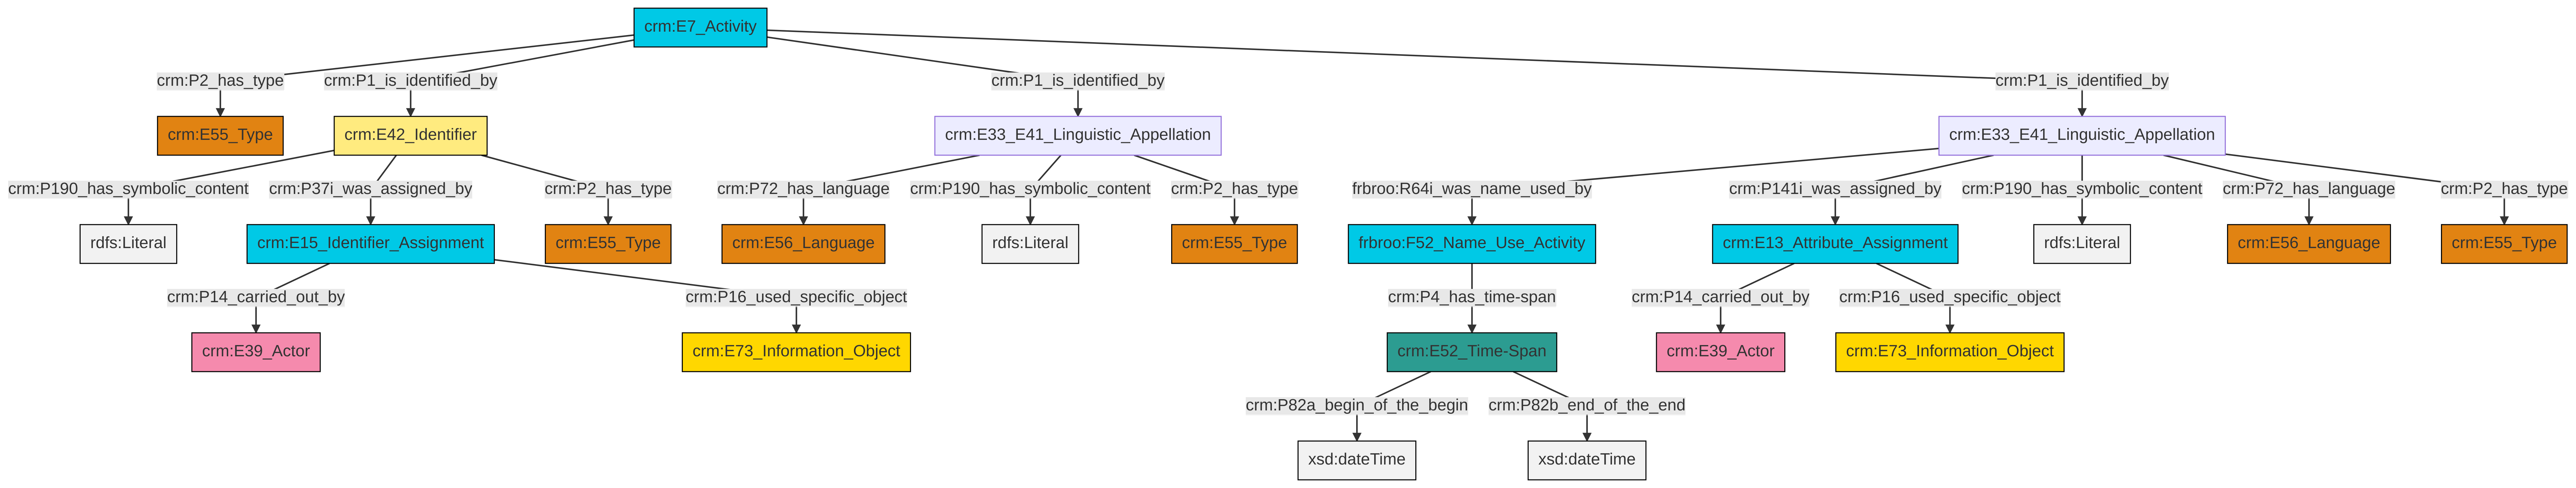 crm:E7_Activity
crm:P2_has_type
crm:P1_is_identified_by
crm:P1_is_identified_by
crm:P1_is_identified_by
crm:E55_Type
crm:E42_Identifier
crm:E33_E41_Linguistic_Appellation
crm:E33_E41_Linguistic_Appellation
crm:P190_has_symbolic_content
crm:P37i_was_assigned_by
crm:P2_has_type
crm:P72_has_language
crm:P190_has_symbolic_content
crm:P2_has_type
frbroo:R64i_was_name_used_by
crm:P141i_was_assigned_by
crm:P190_has_symbolic_content
crm:P72_has_language
crm:P2_has_type
rdfs:Literal
crm:E15_Identifier_Assignment
crm:E55_Type
crm:E56_Language
rdfs:Literal
crm:E55_Type
frbroo:F52_Name_Use_Activity
crm:E13_Attribute_Assignment
rdfs:Literal
crm:E56_Language
crm:E55_Type
crm:P14_carried_out_by
crm:P16_used_specific_object
crm:P4_has_time-span
crm:P14_carried_out_by
crm:P16_used_specific_object
crm:E39_Actor
crm:E73_Information_Object
crm:E52_Time-Span
crm:E39_Actor
crm:E73_Information_Object
crm:P82a_begin_of_the_begin
crm:P82b_end_of_the_end
xsd:dateTime
xsd:dateTime